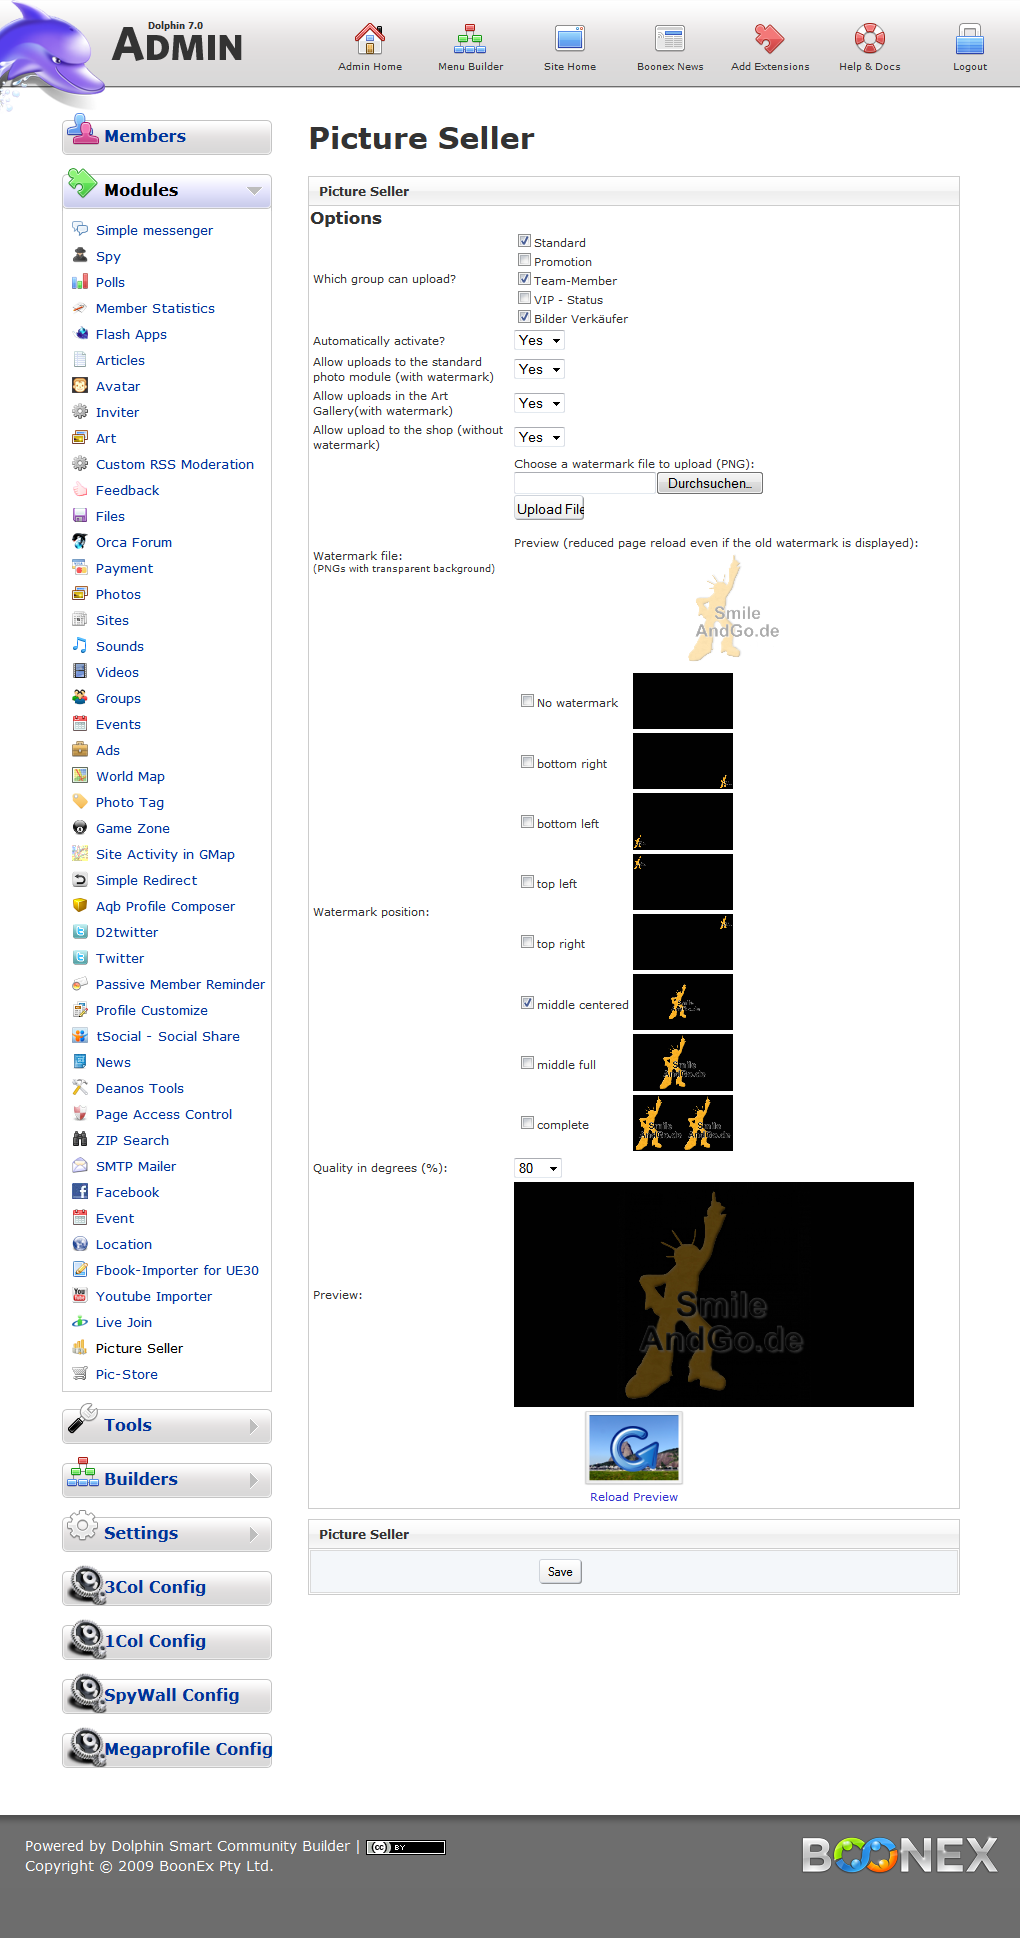 Dolphin 7.0
ADMIN
Admin Home
Menu Builder
Site Home
Boonex News
Add Extensions
Help & Docs
Logout
Members
Modules
Simple messenger
Spy
Polls
Member Statistics
Flash Apps
Articles
Avatar
Inviter
Art
Custom RSS Moderation
Feedback
Files
Orca Forum
Payment
Photos
Sites
Sounds
Videos
Groups
Events
Ads
World Map
Photo Tag
Game Zone
Site Activity in GMap
Simple Redirect
Aqb Profile Composer
D2twitter
Twitter
Passive Member Reminder
Profile Customize
tSocial - Social Share
News
Deanos Tools
Page Access Control
ZIP Search
SMTP Mailer
Facebook
Event
Location
Fbook-Importer for UE30
Youtube Importer
Live Join
Picture Seller
Pic-Store
Tools
Builders
Settings
3Col Config
1Col Config
SpyWall Config
Megaprofile Config
Picture Seller
Picture Seller
Options
Which group can upload?
Standard
Promotion
Team-Member
VIP - Status
Bilder Verkäufer
Automatically activate?
Yes
Allow uploads to the standard
photo module (with watermark)
Yes
Allow uploads in the Art
Gallery(with watermark)
Yes
Allow upload to the shop (without
watermark)
Yes
Watermark file:
(PNGs with transparent background)
Choose a watermark file to upload (PNG):
Durchsuchen...
Upload File
Preview (reduced page reload even if the old watermark is displayed):
Smile
AndGo.de
Watermark position:
No watermark
bottom right
bottom left
top left
top right
middle centered
middle full
Smile
AndGo.de
complete
Smile Smile
AndGo.de AndGo.de
Quality in degrees (%):
80
Preview:
Smile
AndGo.de
Reload Preview
Picture Seller
Save
Powered by Dolphin Smart Community Builder |
cc BY
Copyright © 2009 BoonEx Pty Ltd.
BOONEX